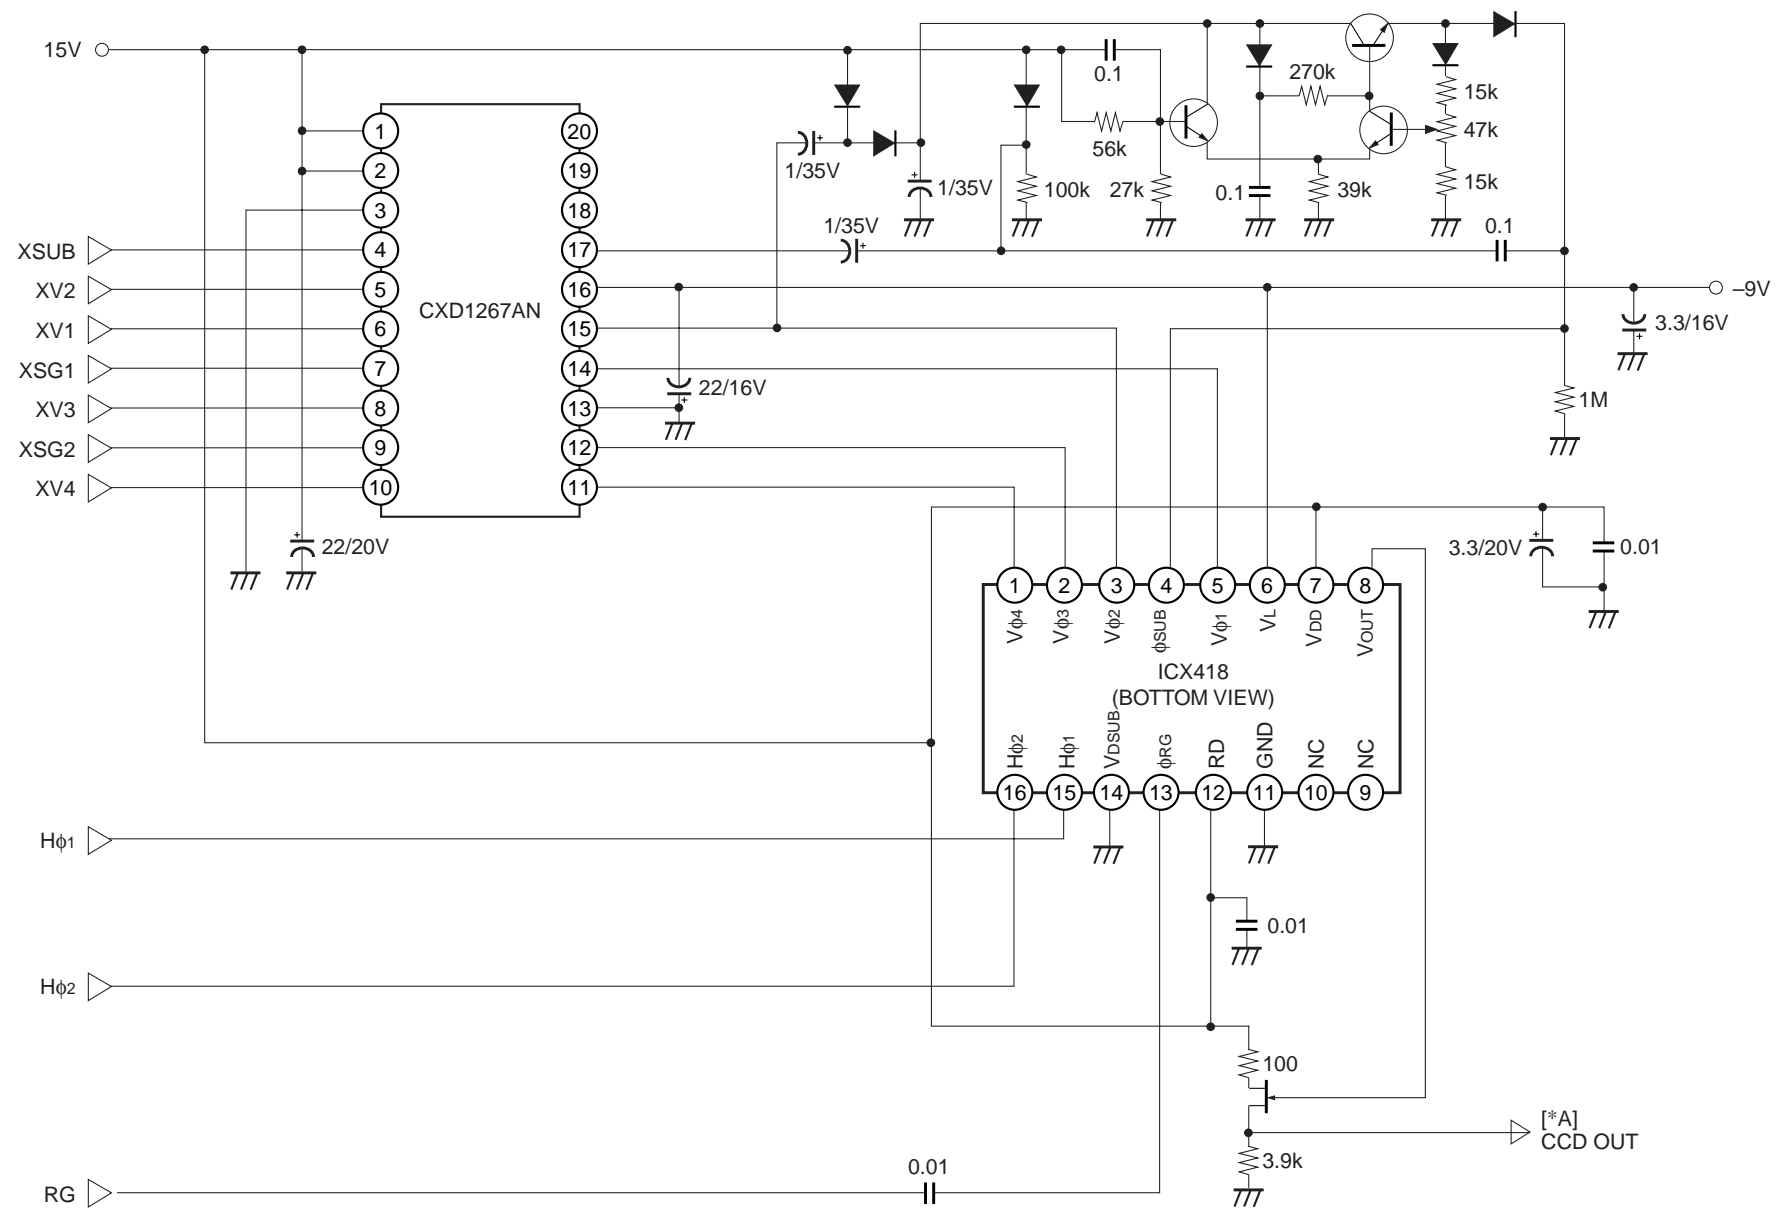 15V
0.1
270k
15k
47k
56k
1/35V
1/35V
100k
27k
0.1
39k
15k
1/35V
0.1
1
2
3
4
5
6
7
8
9
10
20
19
18
17
16
15
14
13
12
11
CXD1267AN
XSUB
XV2
XV1
XSG1
XV3
XSG2
XV4
–9V
3.3/16V
22/16V
1M
22/20V
3.3/20V
0.01
1 2 3 4 5 6 7 8
Vϕ4 Vϕ3 Vϕ2 ϕSUB Vϕ1 VL VDD VOUT
ICX418
(BOTTOM VIEW)
Hϕ2 Hϕ1 VDSUB ϕRG RD GND NC NC
16 15 14 13 12 11 10 9
Hϕ1
0.01
Hϕ2
100
[*A]
CCD OUT
3.9k
0.01
RG